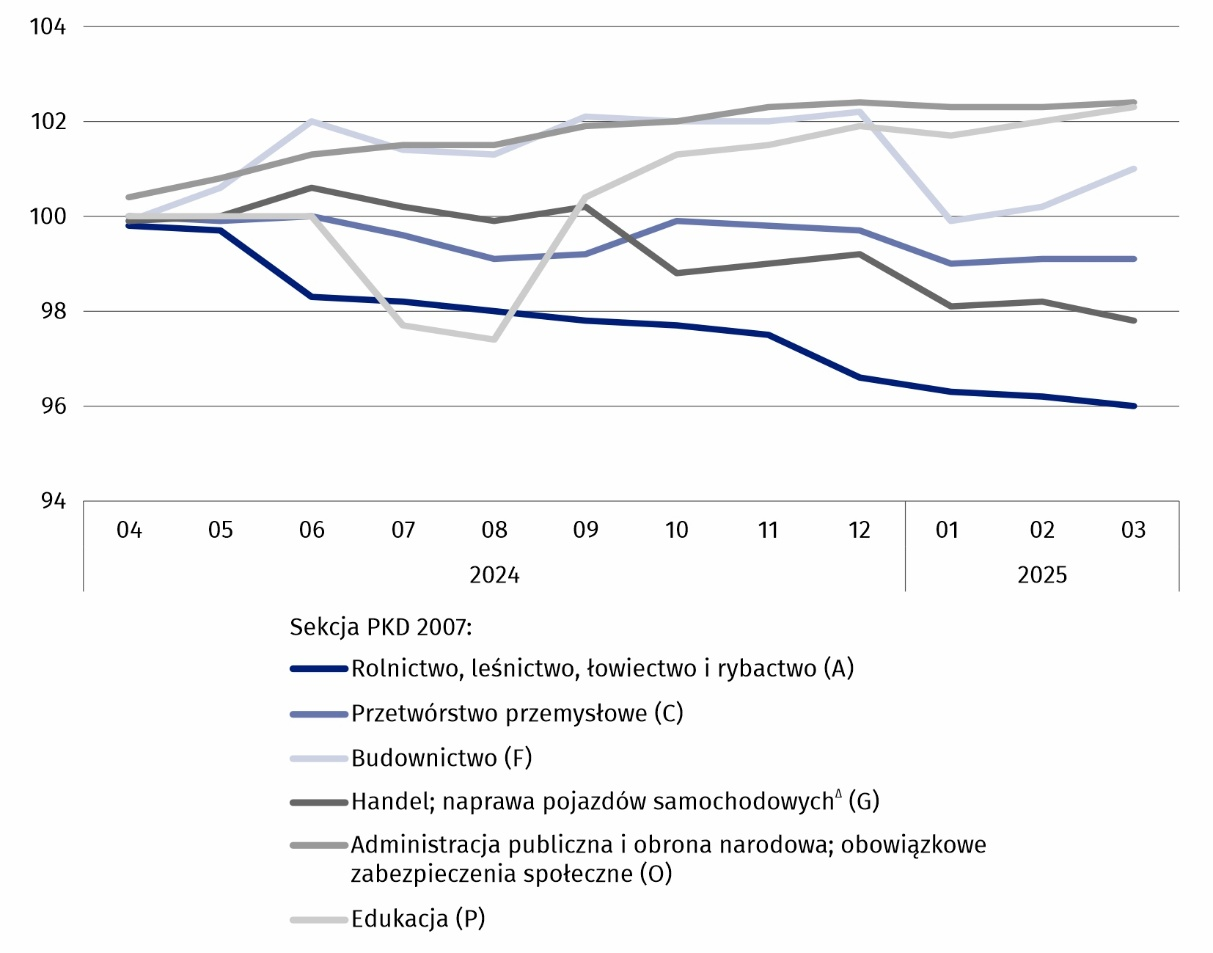 104
102
100
98
96
94
04 05 06 07 08 09 10 11 12 01 02 03
2024 2025
Sekcja PKD 2007:
Rolnictwo, leśnictwo, łowiectwo i rybactwo (A)
Przetwórstwo przemysłowe (C)
Budownictwo (F)
Handel; naprawa pojazdów samochodowych^Δ (G)
Administracja publiczna i obrona narodowa; obowiązkowe
zabezpieczenia społeczne (O)
Edukacja (P)